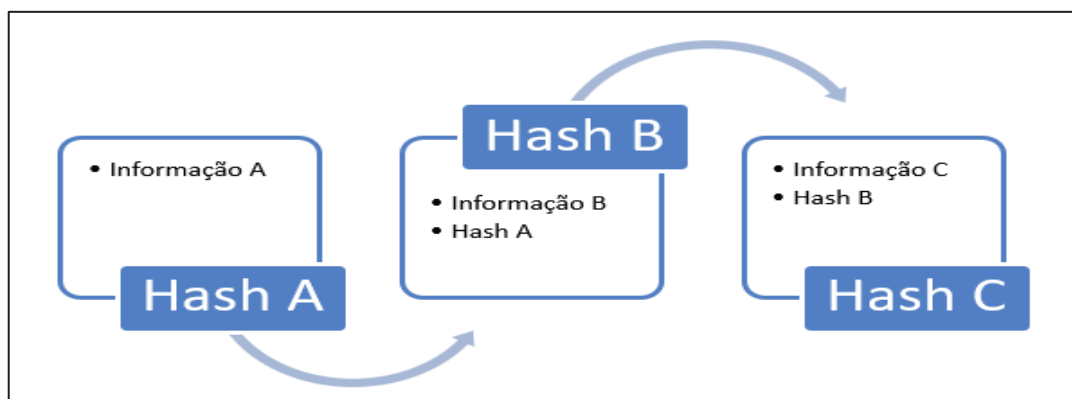 • Informação A
Hash A
Hash B
• Informação B
• Hash A
• Informação C
• Hash B
Hash C